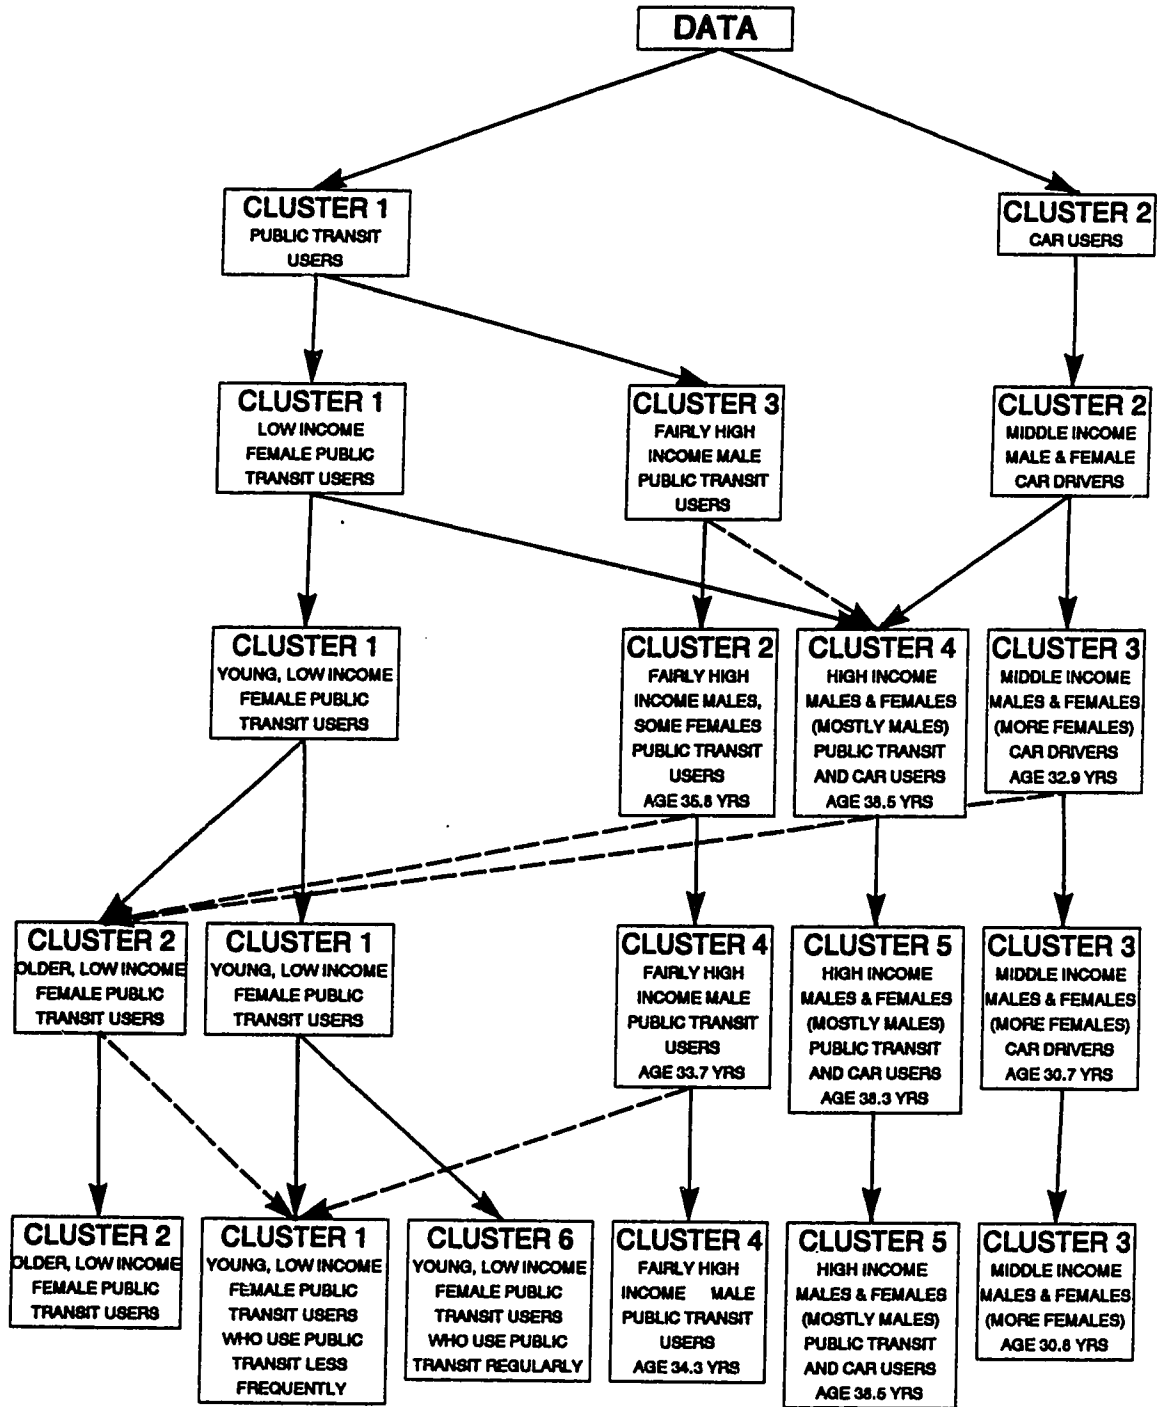 DATA
CLUSTER 1
PUBLIC TRANSIT
USERS
CLUSTER 2
CAR USERS
CLUSTER 1
LOW INCOME
FEMALE PUBLIC
TRANSIT USERS
CLUSTER 3
FAIRLY HIGH
INCOME MALE
PUBLIC TRANSIT
USERS
CLUSTER 2
MIDDLE INCOME
MALE & FEMALE
CAR DRIVERS
CLUSTER 1
YOUNG, LOW INCOME
FEMALE PUBLIC
TRANSIT USERS
CLUSTER 2
FAIRLY HIGH
INCOME MALES,
SOME FEMALES
PUBLIC TRANSIT
USERS
AGE 35.8 YRS
CLUSTER 4
HIGH INCOME
MALES & FEMALES
(MOSTLY MALES)
PUBLIC TRANSIT
AND CAR USERS
AGE 38.5 YRS
CLUSTER 3
MIDDLE INCOME
MALES & FEMALES
(MORE FEMALES)
CAR DRIVERS
AGE 32.9 YRS
CLUSTER 2
OLDER, LOW INCOME
FEMALE PUBLIC
TRANSIT USERS
CLUSTER 1
YOUNG, LOW INCOME
FEMALE PUBLIC
TRANSIT USERS
CLUSTER 4
FAIRLY HIGH
INCOME MALE
PUBLIC TRANSIT
USERS
AGE 33.7 YRS
CLUSTER 5
HIGH INCOME
MALES & FEMALES
(MOSTLY MALES)
PUBLIC TRANSIT
AND CAR USERS
AGE 38.3 YRS
CLUSTER 3
MIDDLE INCOME
MALES & FEMALES
(MORE FEMALES)
CAR DRIVERS
AGE 30.7 YRS
CLUSTER 2
OLDER, LOW INCOME
FEMALE PUBLIC
TRANSIT USERS
CLUSTER 1
YOUNG, LOW INCOME
FEMALE PUBLIC
TRANSIT USERS
WHO USE PUBLIC
TRANSIT LESS
FREQUENTLY
CLUSTER 6
YOUNG, LOW INCOME
FEMALE PUBLIC
TRANSIT USERS
WHO USE PUBLIC
TRANSIT REGULARLY
CLUSTER 4
FAIRLY HIGH
INCOME MALE
PUBLIC TRANSIT
USERS
AGE 34.3 YRS
CLUSTER 5
HIGH INCOME
MALES & FEMALES
(MOSTLY MALES)
PUBLIC TRANSIT
AND CAR USERS
AGE 38.5 YRS
CLUSTER 3
MIDDLE INCOME
MALES & FEMALES
(MORE FEMALES)
AGE 30.8 YRS